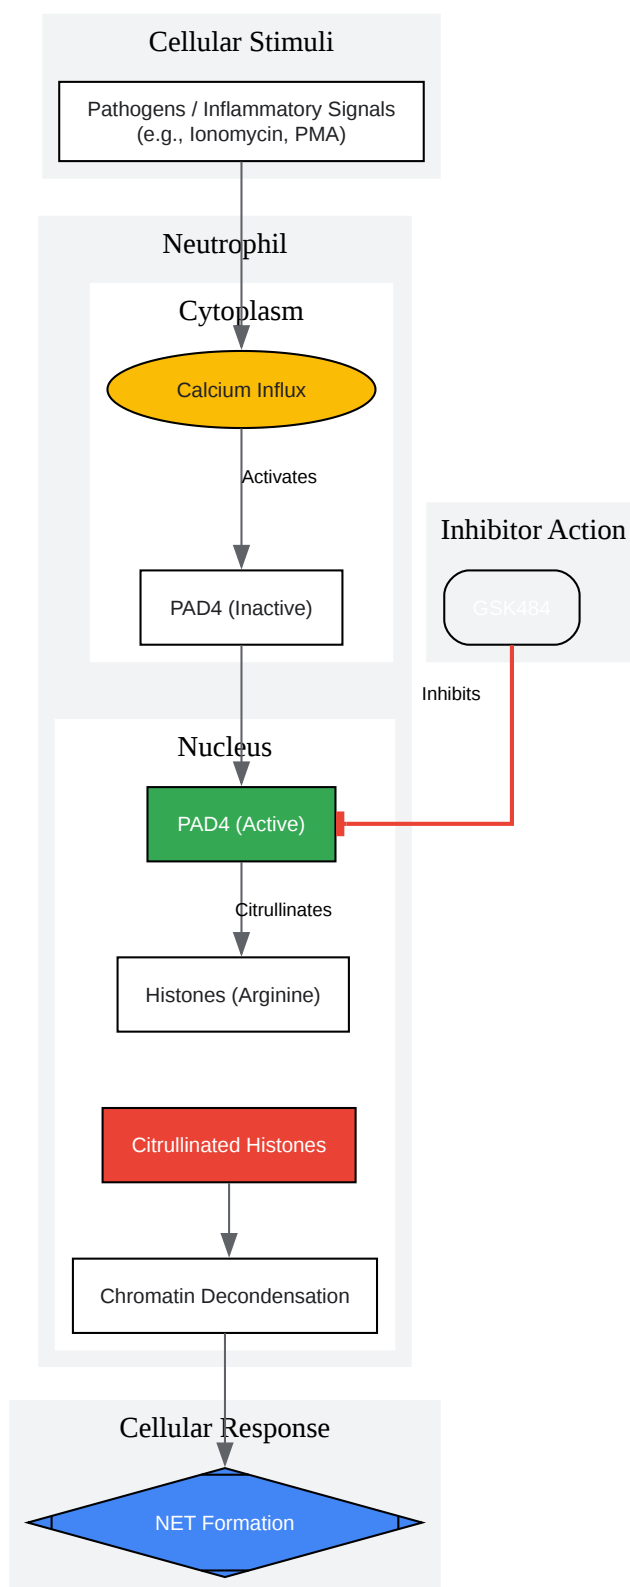 Cellular Stimuli
Pathogens / Inflammatory Signals
(e.g., Ionomycin, PMA)
Neutrophil
Cytoplasm
Calcium Influx
Activates
Inhibitor Action
PAD4 (Inactive)
GSK484
Inhibits
Nucleus
PAD4 (Active)
Citrullinates
Histones (Arginine)
Citrullinated Histones
Chromatin Decondensation
Cellular Response
NET Formation